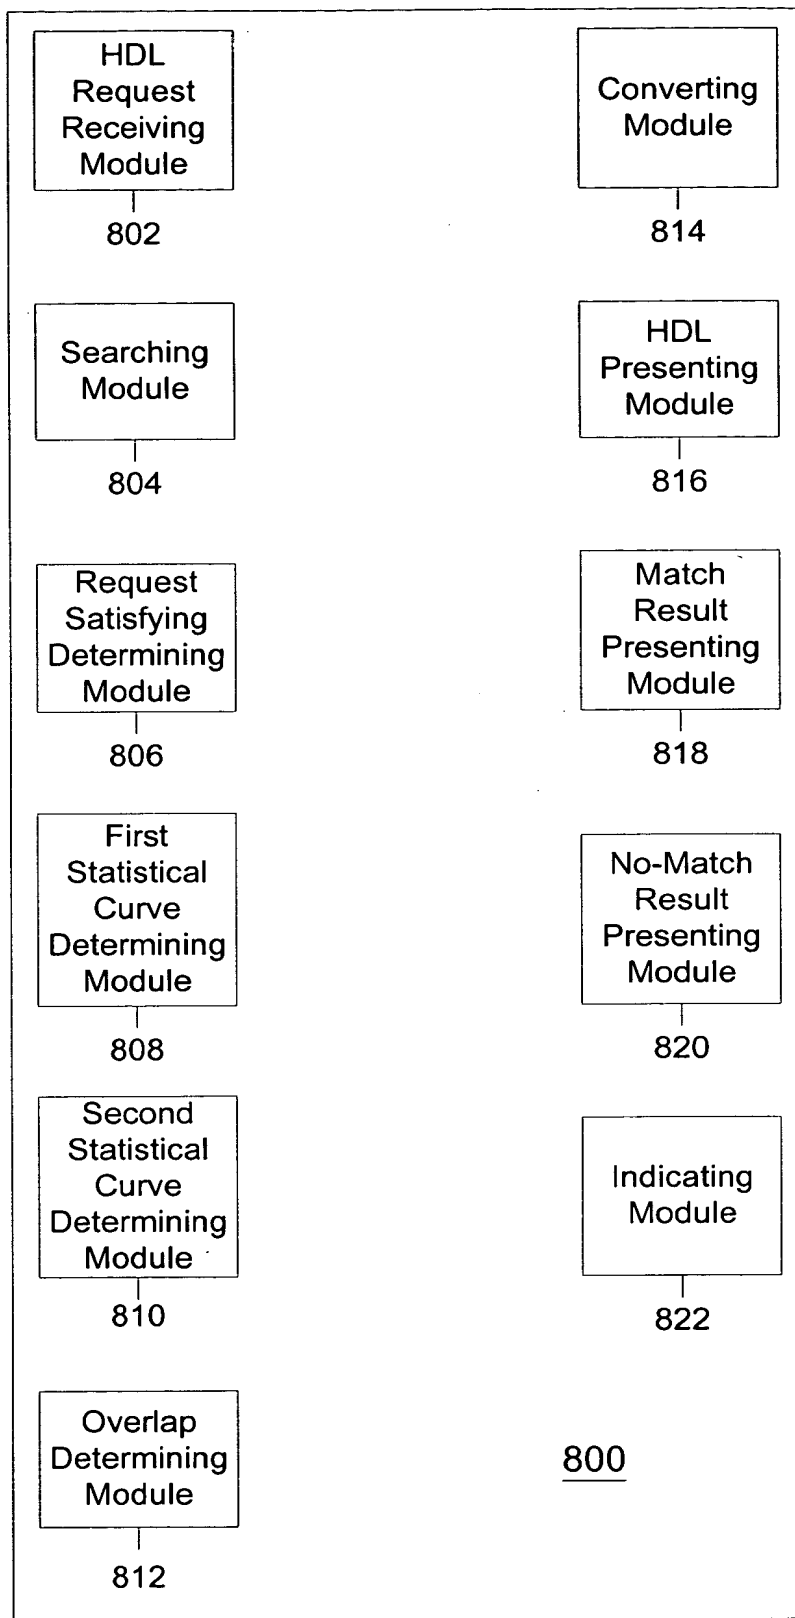 HDL
Request
Receiving
Module
802
Searching
Module
804
Request
Satisfying
Determining
Module
806
First
Statistical
Curve
Determining
Module
808
Second
Statistical
Curve
Determining
Module
810
Overlap
Determining
Module
812
Converting
Module
814
HDL
Presenting
Module
816
Match
Result
Presenting
Module
818
No-Match
Result
Presenting
Module
820
Indicating
Module
822
800